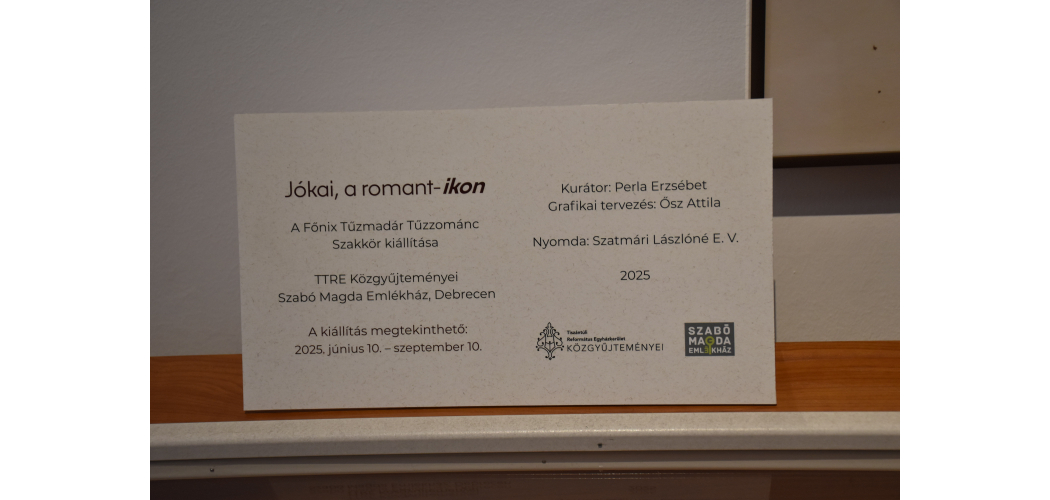 Jókai, a romant-ikon
A Főnix Tűzmadár Tűzzománc
Szakkör kiállítása
TTRE Közgyűjteményei
Szabó Magda Emlékház, Debrecen
A kiállítás megtekinthető:
2025. június 10. – szeptember 10.
Kurátor: Perla Erzsébet
Grafikai tervezés: Ősz Attila
Nyomda: Szatmári Lászlóné E. V.
2025
Tiszántúli
Református Egyházkerület
KÖZGYŰJTEMÉNYEI
SZABÓ
MAGDA
EMLÉKHÁZ